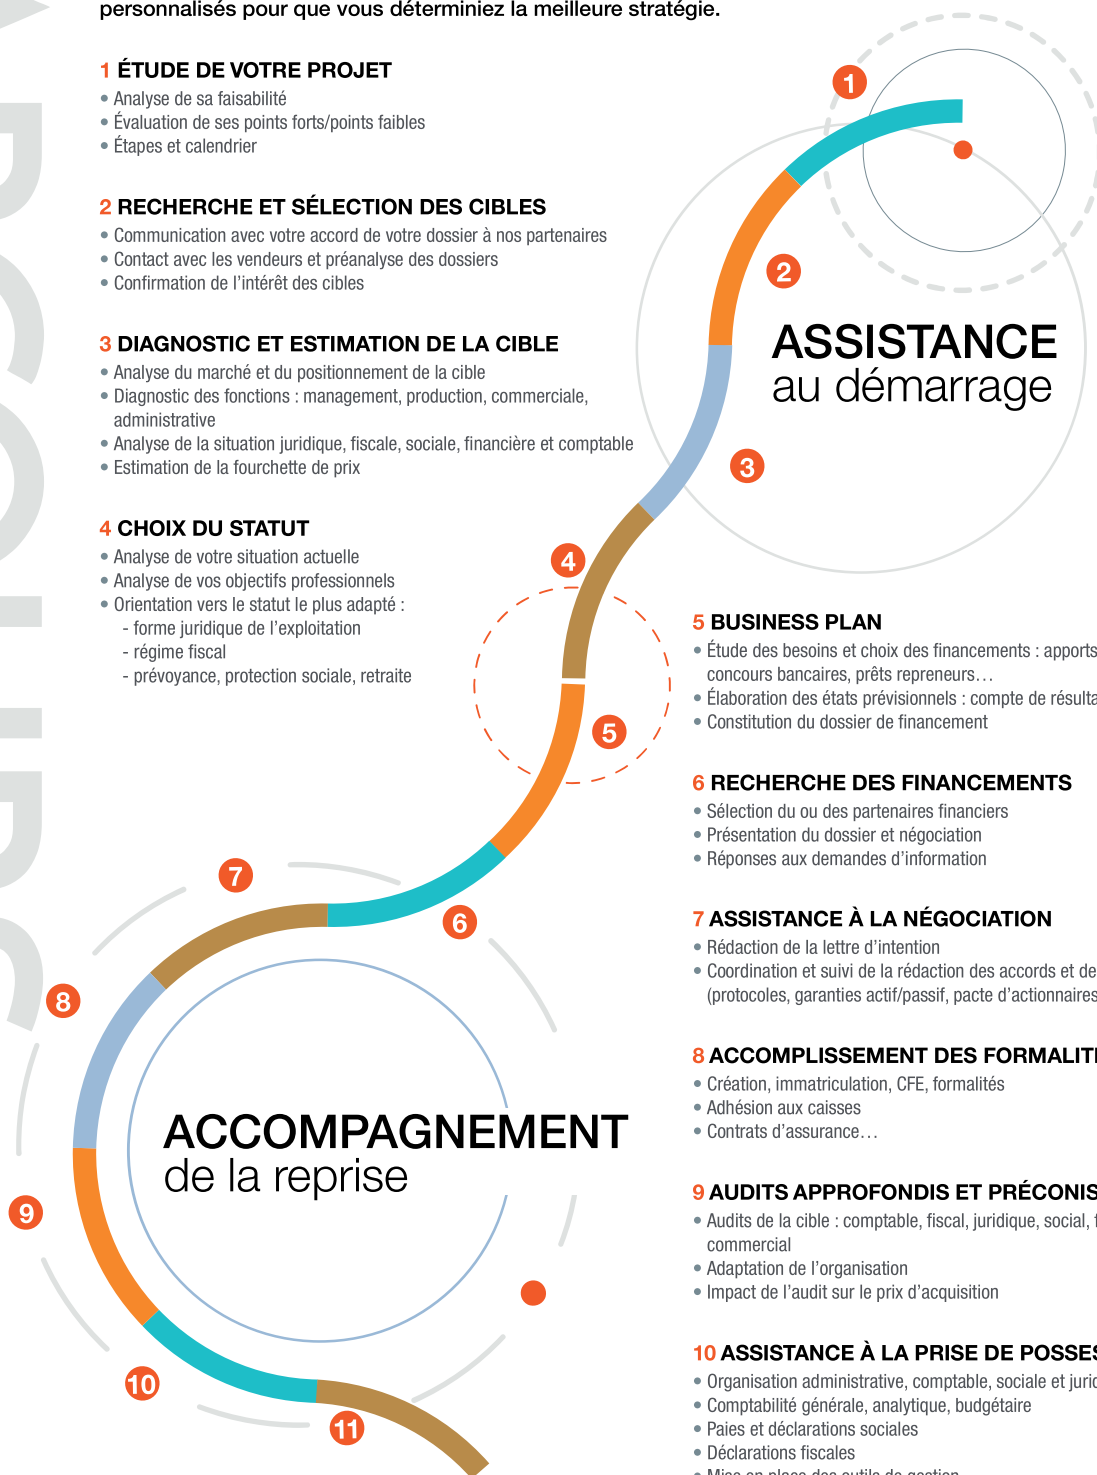 personnalisés pour que vous déterminiez la meilleure stratégie.
1 ÉTUDE DE VOTRE PROJET
• Analyse de sa faisabilité
• Évaluation de ses points forts/points faibles
• Étapes et calendrier
2 RECHERCHE ET SÉLECTION DES CIBLES
• Communication avec votre accord de votre dossier à nos partenaires
• Contact avec les vendeurs et préanalyse des dossiers
• Confirmation de l’intérêt des cibles
3 DIAGNOSTIC ET ESTIMATION DE LA CIBLE
• Analyse du marché et du positionnement de la cible
• Diagnostic des fonctions : management, production, commerciale,
administrative
• Analyse de la situation juridique, fiscale, sociale, financière et comptable
• Estimation de la fourchette de prix
4 CHOIX DU STATUT
• Analyse de votre situation actuelle
• Analyse de vos objectifs professionnels
• Orientation vers le statut le plus adapté :
- forme juridique de l’exploitation
- régime fiscal
- prévoyance, protection sociale, retraite
1
2
ASSISTANCE
au démarrage
3
4
5
6
7
8
9
10
11
ACCOMPAGNEMENT
de la reprise
5 BUSINESS PLAN
• Étude des besoins et choix des financements : apports
concours bancaires, prêts repreneurs…
• Élaboration des états prévisionnels : compte de
• Constitution du dossier de financement
6 RECHERCHE DES FINANCEMENTS
• Sélection du ou des partenaires financiers
• Présentation du dossier et négociation
• Réponses aux demandes d’information
7 ASSISTANCE À LA NÉGOCIATION
• Rédaction de la lettre d’intention
• Coordination et suivi de la rédaction des accords et de
(protocoles, garanties actif/passif, pacte d’actionnaires
8 ACCOMPLISSEMENT DES
• Création, immatriculation, CFE, formalités
• Adhésion aux caisses
• Contrats d’assurance…
9 AUDITS APPROFONDIS ET
• Audits de la cible : comptable, fiscal, juridique, social,
commercial
• Adaptation de l’organisation
• Impact de l’audit sur le prix d’acquisition
10 ASSISTANCE À LA PRISE DE
• Organisation administrative, comptable, sociale et
• Comptabilité générale, analytique, budgétaire
• Paies et déclarations sociales
• Déclarations fiscales
• Mise en place des outils de gestion